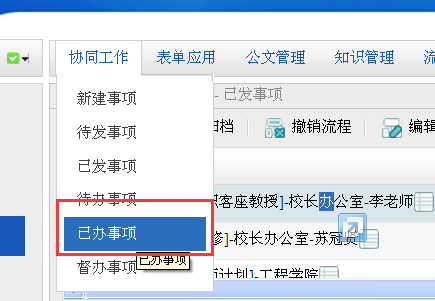 协同工作 表单应用 公文管理 知识管理
新建事项
- 已发事项
待发事项
归档 撤销流程 编辑
已发事项
待办事项
客座教授]-校长办公室-李老师
已办事项
]-校长办公室-苏冠贤
已办事项
督办事项
计划]-工程学院